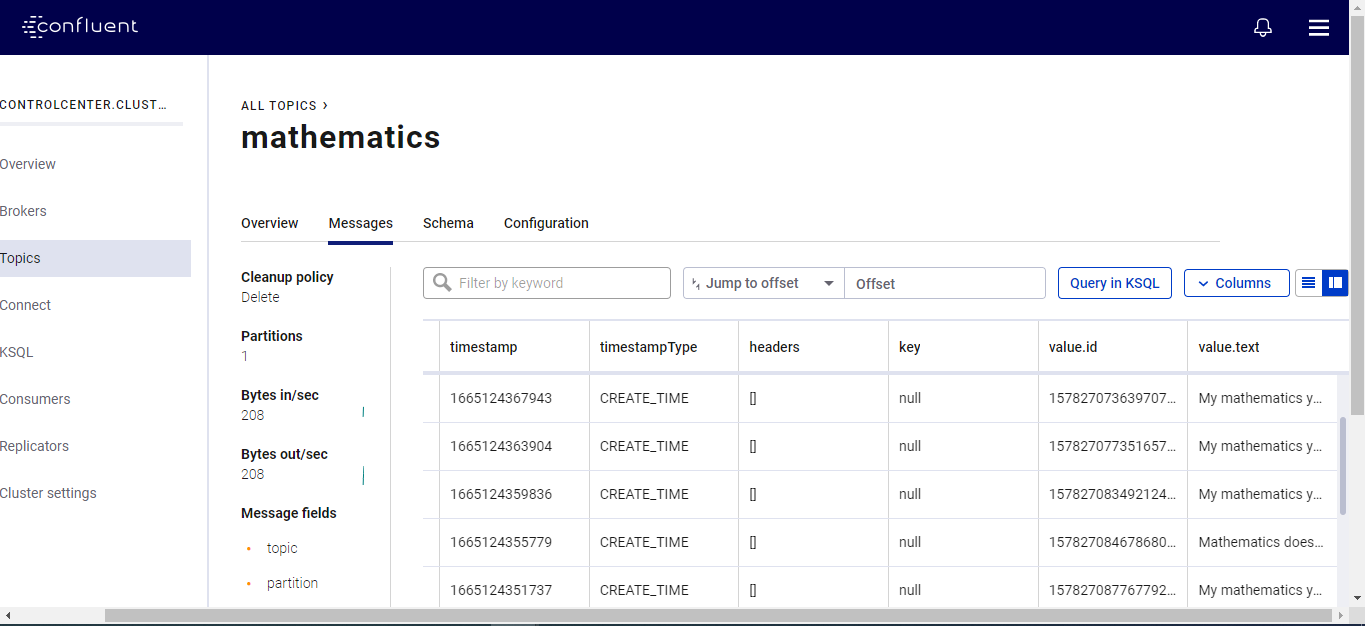 confluent
CONTROLCENTER.CLUST...
Overview
Brokers
Topics
Connect
KSQL
Consumers
Replicators
Cluster settings
ALL TOPICS ›
mathematics
Overview Messages Schema Configuration
Cleanup policy
Delete
Partitions
1
Bytes in/sec
208
Bytes out/sec
208
Message fields
• topic
• partition
Filter by keyword Jump to offset Offset Query in KSQL Columns
timestamp timestampType headers key value.id value.text
1665124367943 CREATE_TIME [] null 157827073639707... My mathematics y...
1665124363904 CREATE_TIME [] null 157827077351657... My mathematics y...
1665124359836 CREATE_TIME [] null 157827083492124... My mathematics y...
1665124355779 CREATE_TIME [] null 157827084678680... Mathematics does...
1665124351737 CREATE_TIME [] null 157827087767792... My mathematics y...